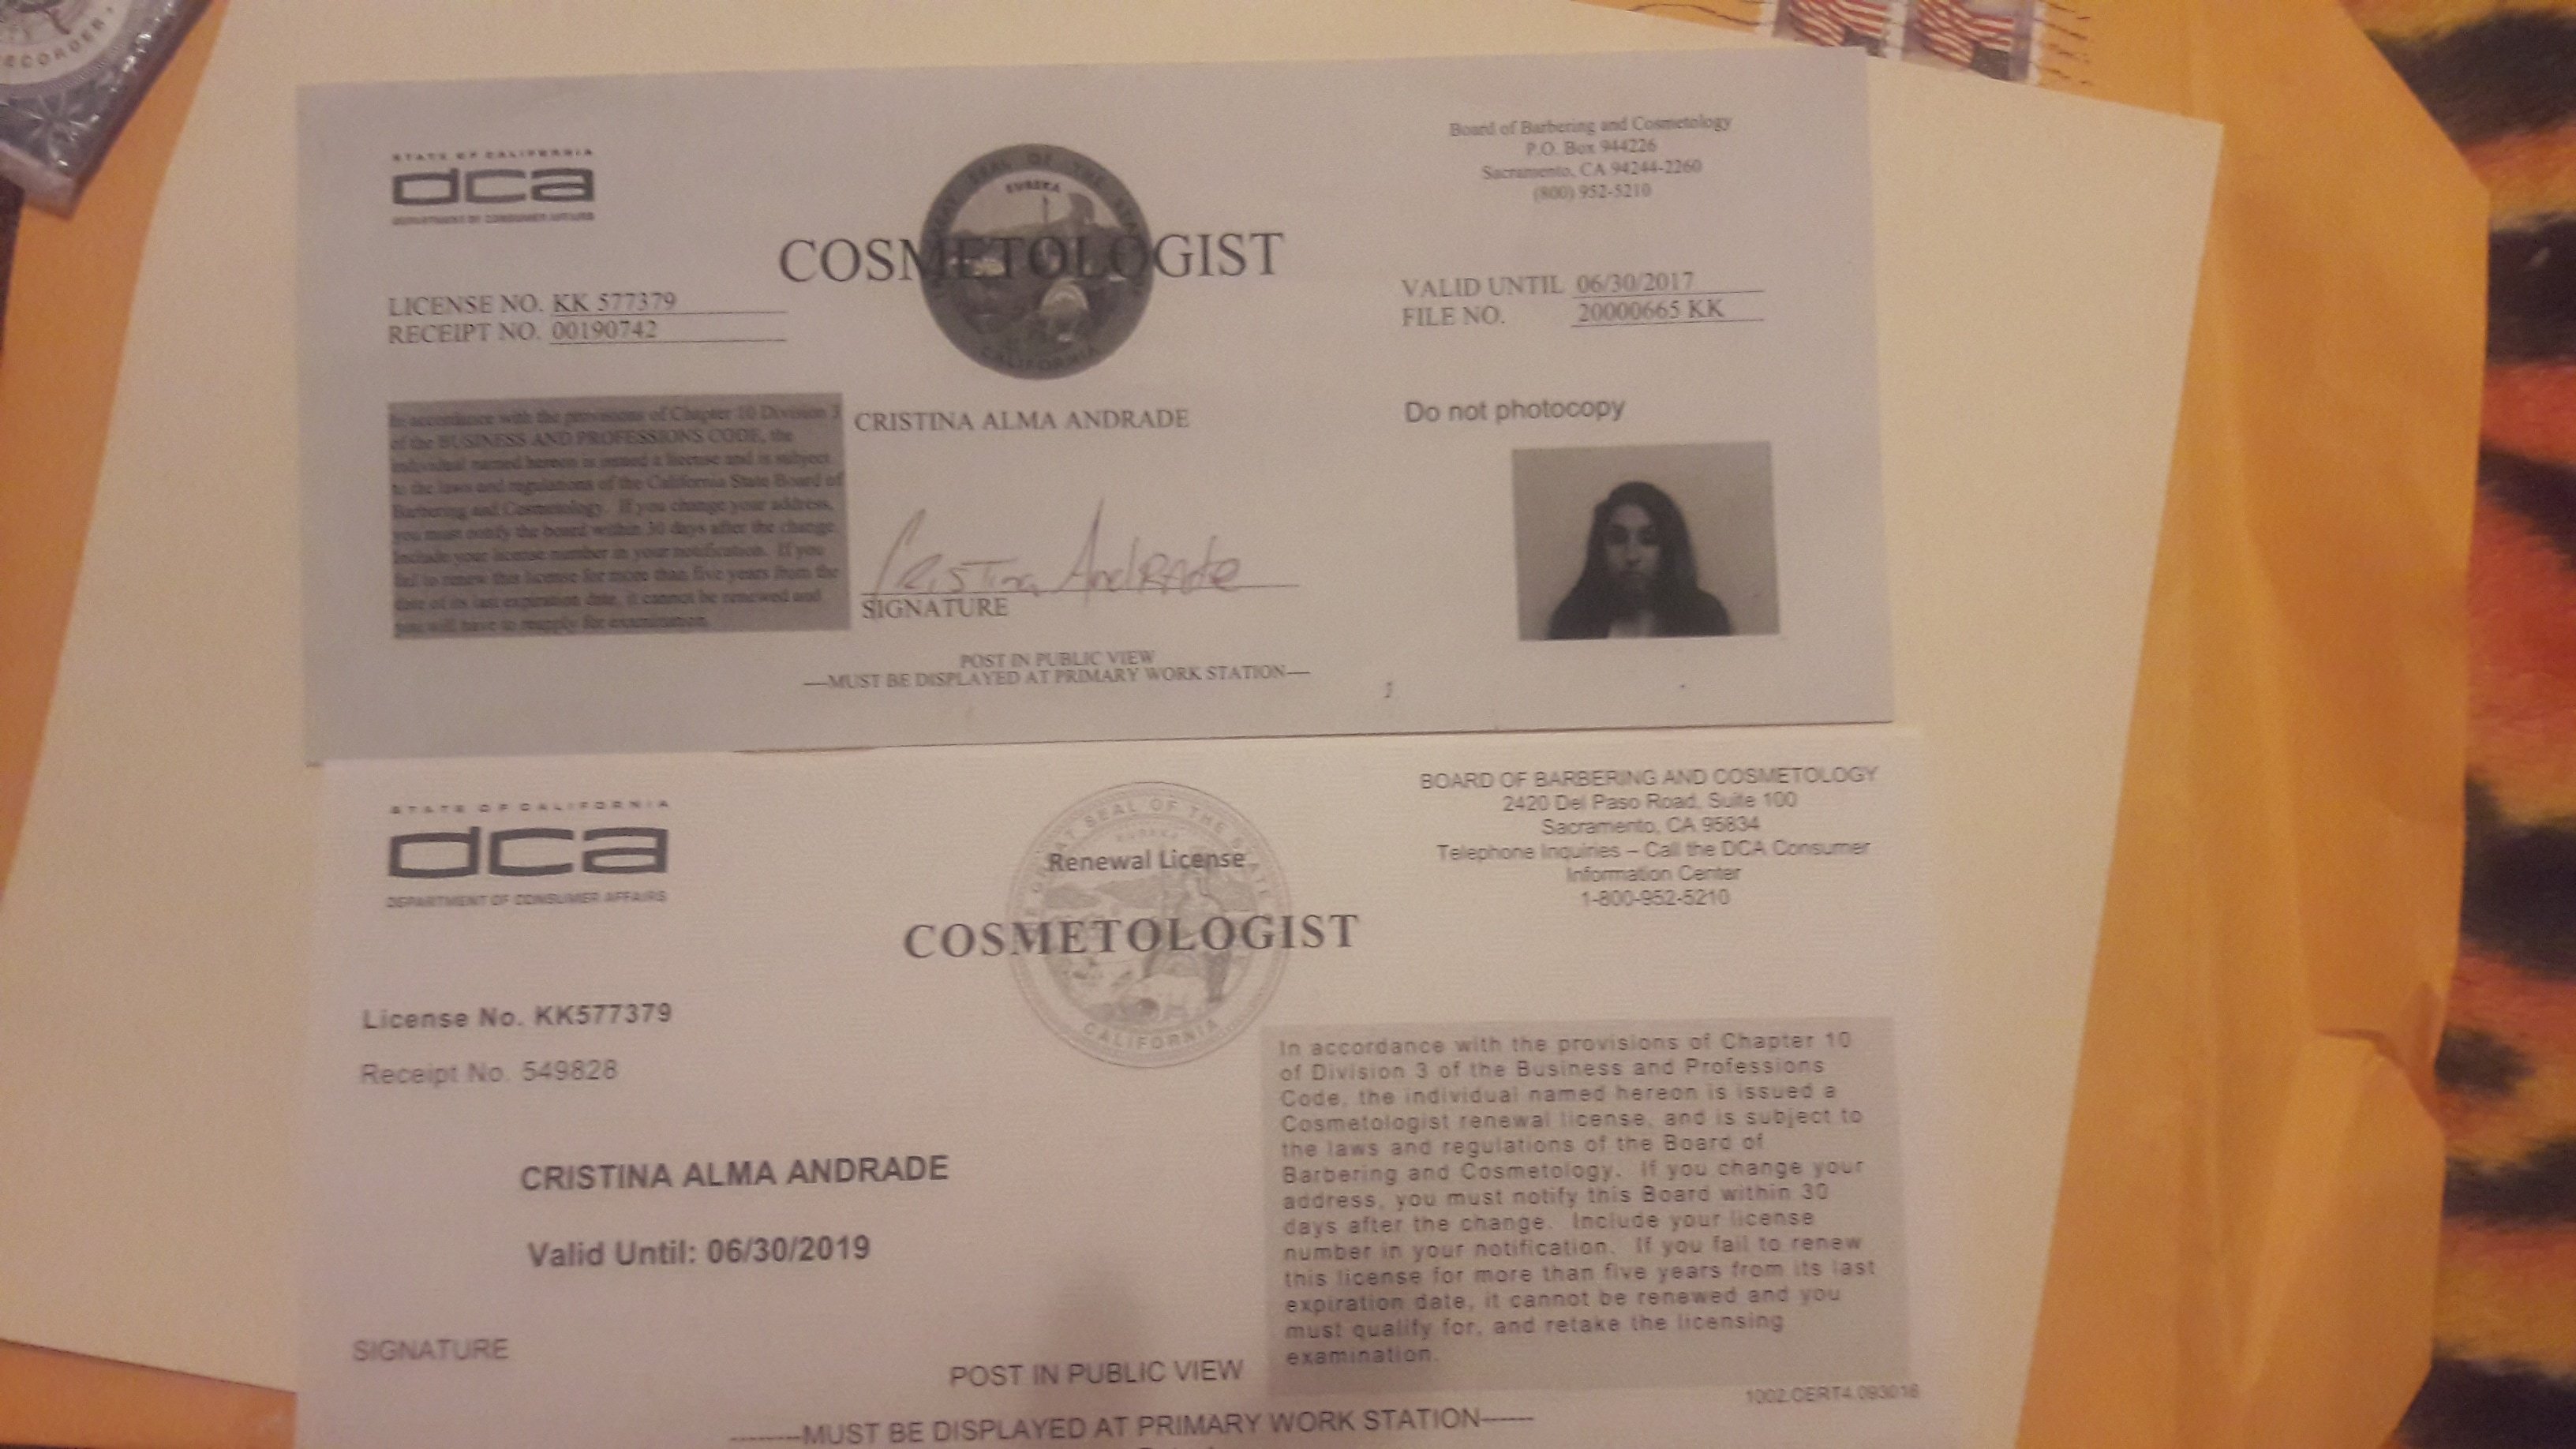 RECORDER
STATE OF CALIFORNIA
dca
DEPARTMENT OF CONSUMER AFFAIRS
SEAL OF THE
EUREKA
CALIFORNIA
COSMETOLOGIST
Board of Barbering and Cosmetology
P.O. Box 944226
Sacramento, CA 94244-2260
(800) 952-5210
LICENSE NO. KK 577379
RECEIPT NO. 00190742
VALID UNTIL 06/30/2017
FILE NO. 20000665 KK
In accordance with the provisions of Chapter 10 Division 3
of the BUSINESS AND PROFESSIONS CODE, the
individual named hereon is issued a license and is subject
to the laws and regulations of the California State Board of
Barbering and Cosmetology. If you change your address,
you must notify the board within 30 days after the change.
Include your license number in your notification. If you
fail to renew this license for more than five years from the
date of its last expiration date, it cannot be renewed and
you will have to reapply for examination.
CRISTINA ALMA ANDRADE
Cristina Andrade
SIGNATURE
Do not photocopy
POST IN PUBLIC VIEW
----MUST BE DISPLAYED AT PRIMARY WORK STATION----
STATE OF CALIFORNIA
dca
DEPARTMENT OF CONSUMER AFFAIRS
GREAT SEAL OF THE STATE
EUREKA
CALIFORNIA
Renewal License
COSMETOLOGIST
BOARD OF BARBERING AND COSMETOLOGY
2420 Del Paso Road, Suite 100
Sacramento, CA 95834
Telephone Inquiries – Call the DCA Consumer
Information Center
1-800-952-5210
License No. KK577379
Receipt No. 549828
CRISTINA ALMA ANDRADE
Valid Until: 06/30/2019
In accordance with the provisions of Chapter 10
of Division 3 of the Business and Professions
Code, the individual named hereon is issued a
Cosmetologist renewal license, and is subject to
the laws and regulations of the Board of
Barbering and Cosmetology. If you change your
address, you must notify this Board within 30
days after the change. Include your license
number in your notification. If you fail to renew
this license for more than five years from its last
expiration date, it cannot be renewed and you
must qualify for, and retake the licensing
examination.
SIGNATURE
POST IN PUBLIC VIEW
1002.CERT4.093016
--------MUST BE DISPLAYED AT PRIMARY WORK STATION------